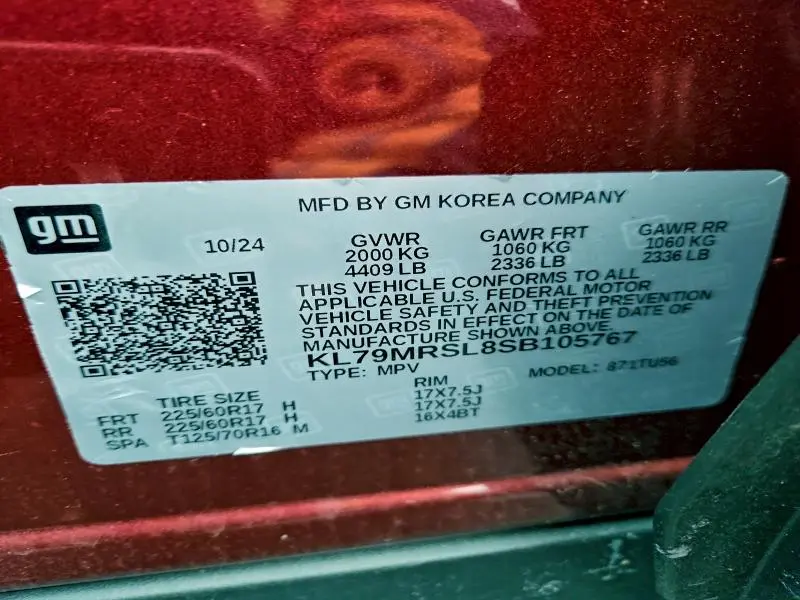 gm
MFD BY GM KOREA COMPANY
10/24
GVWR
2000 KG
4409 LB
GAWR FRT
1060 KG
2336 LB
GAWR RR
1060 KG
2336 LB
THIS VEHICLE CONFORMS TO ALL
APPLICABLE U.S. FEDERAL MOTOR
VEHICLE SAFETY AND THEFT PREVENTION
STANDARDS IN EFFECT ON THE DATE OF
MANUFACTURE SHOWN ABOVE.
KL79MRSL8SB105767
TYPE: MPV
MODEL: 871TU56
TIRE SIZE
RIM
FRT 225/60R17 H 17X7.5J
RR 225/60R17 H 17X7.5J
SPA T125/70R16 M 16X4BT